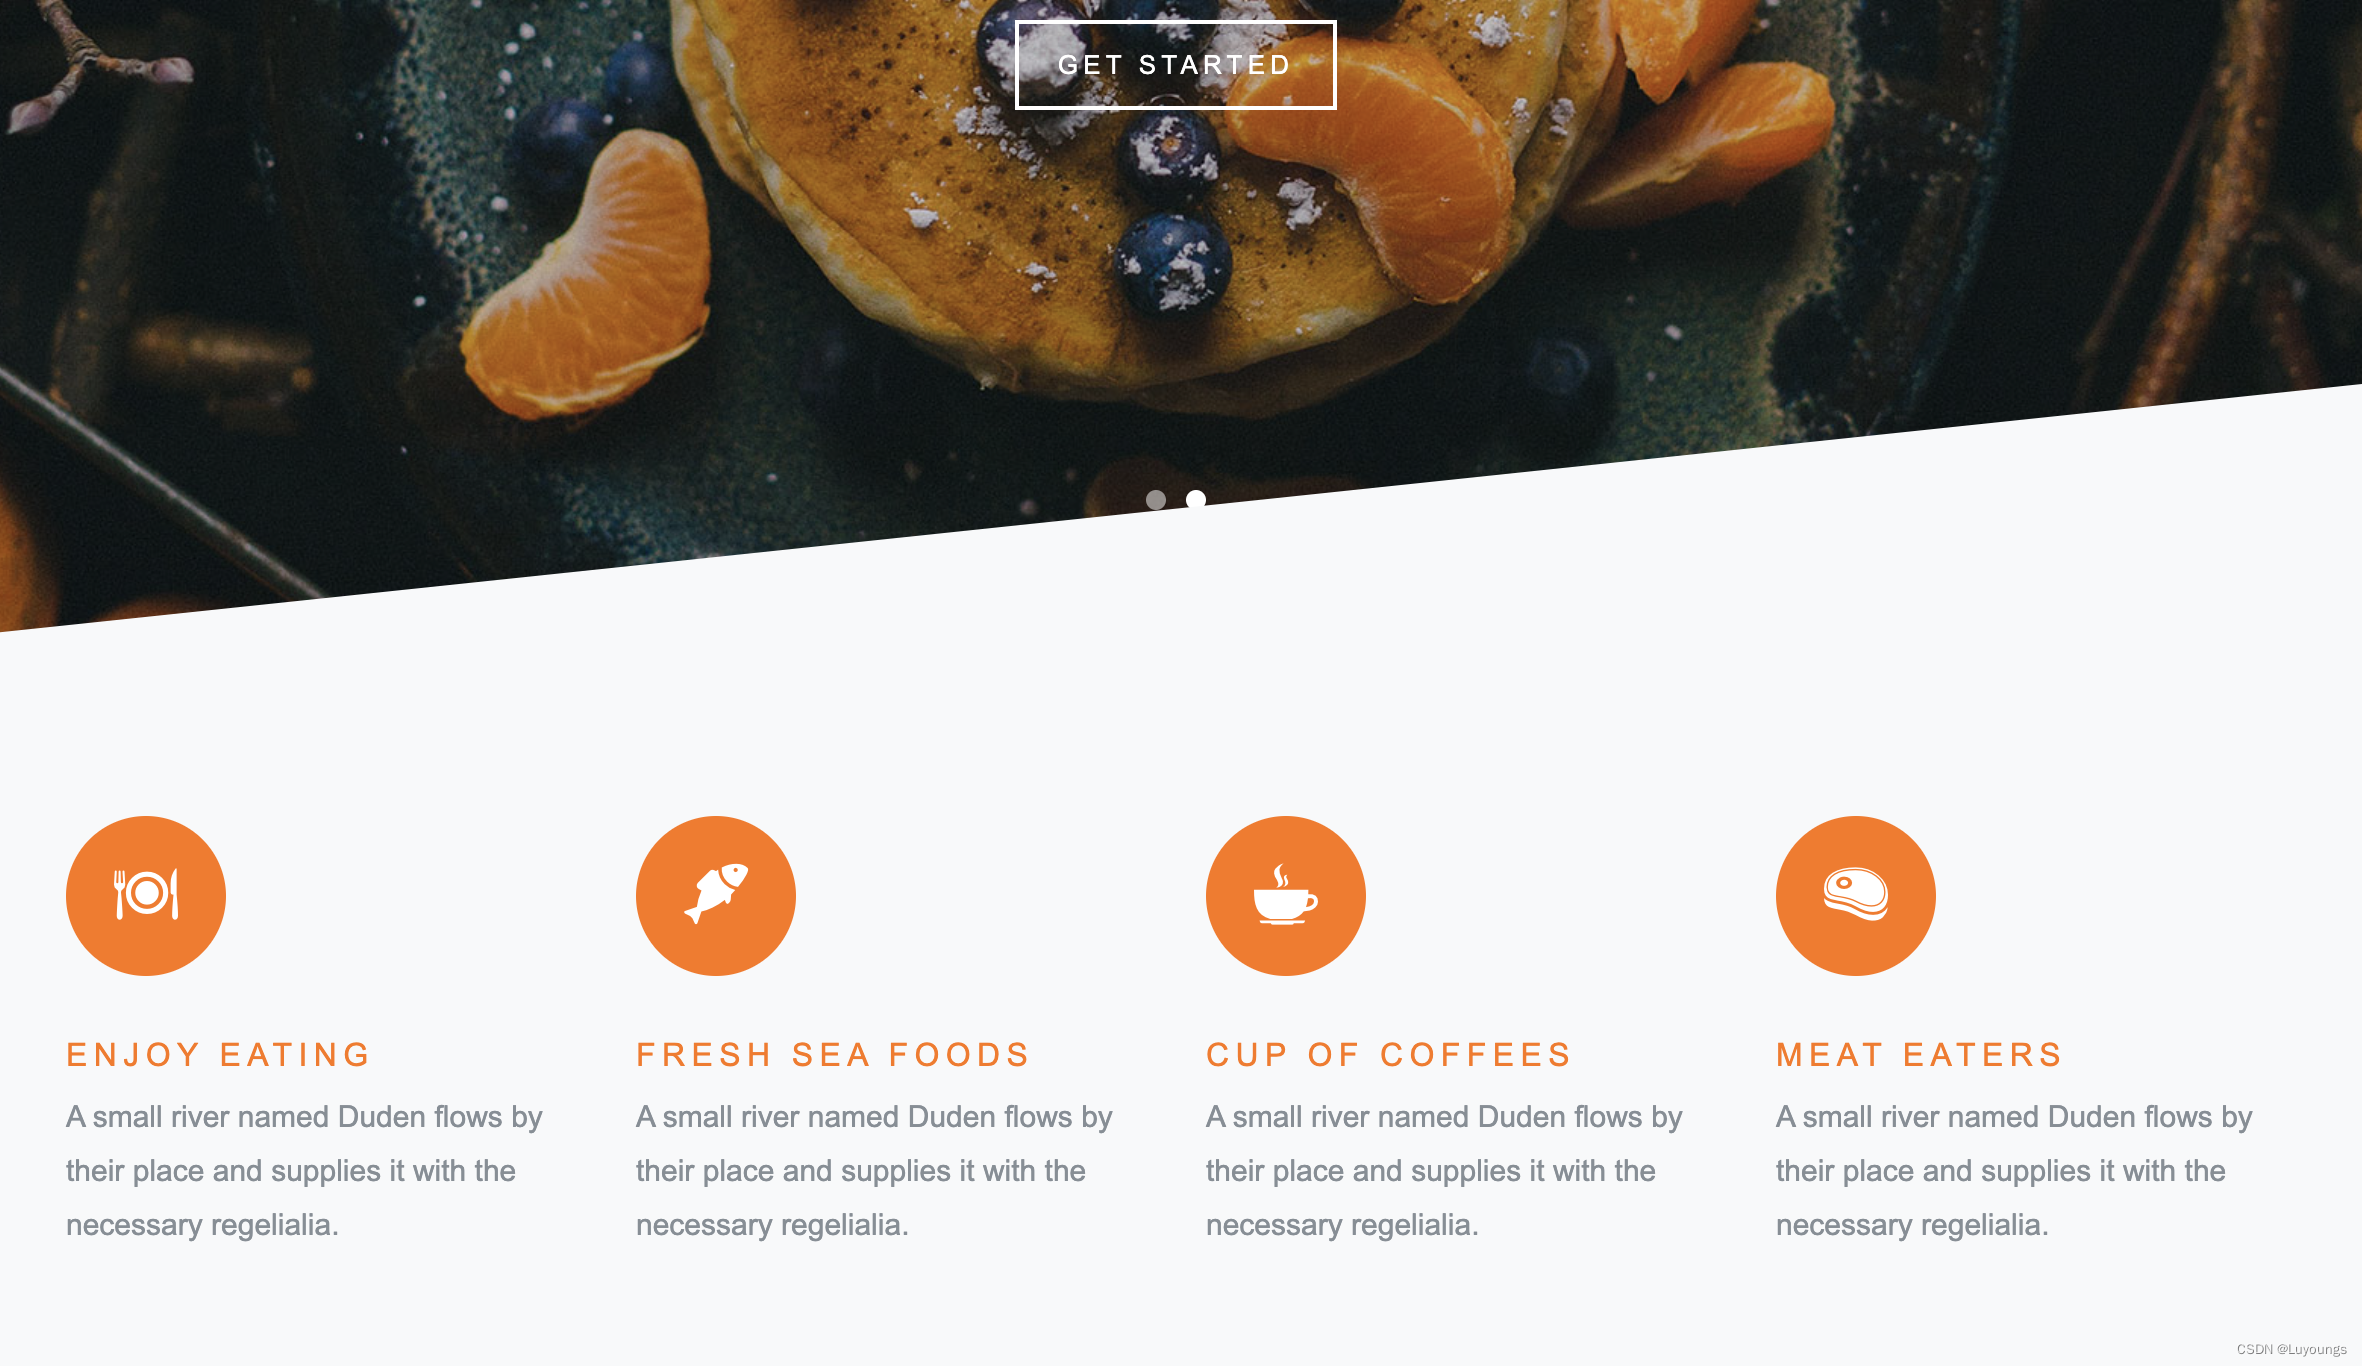 GET STARTED
ENJOY EATING
A small river named Duden flows by
their place and supplies it with the
necessary regelialia.
FRESH SEA FOODS
A small river named Duden flows by
their place and supplies it with the
necessary regelialia.
CUP OF COFFEES
A small river named Duden flows by
their place and supplies it with the
necessary regelialia.
MEAT EATERS
A small river named Duden flows by
their place and supplies it with the
necessary regelialia.
CSDN @Luyoungs